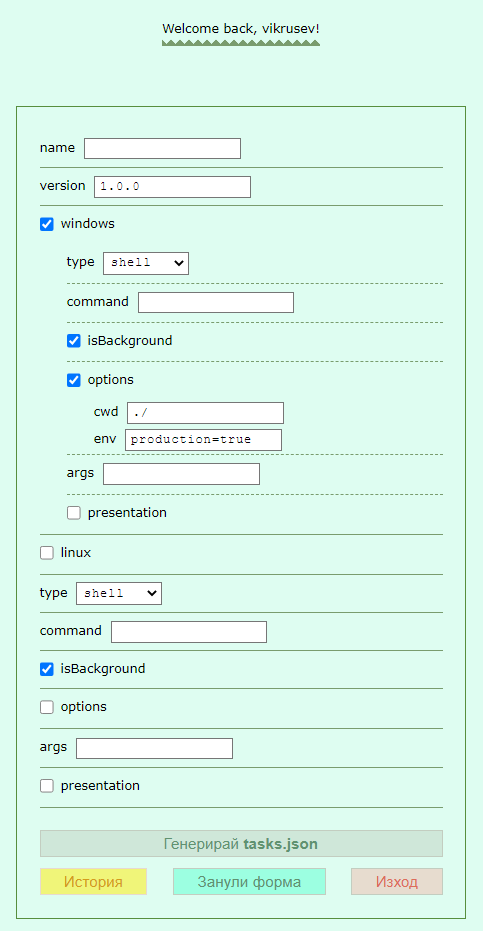 Welcome back, vikrusev!
name
version 1.0.0
windows
type shell
command
isBackground
options
cwd ./
env production=true
args
presentation
linux
type shell
command
isBackground
options
args
presentation
Генерирай tasks.json
История Занули форма Изход